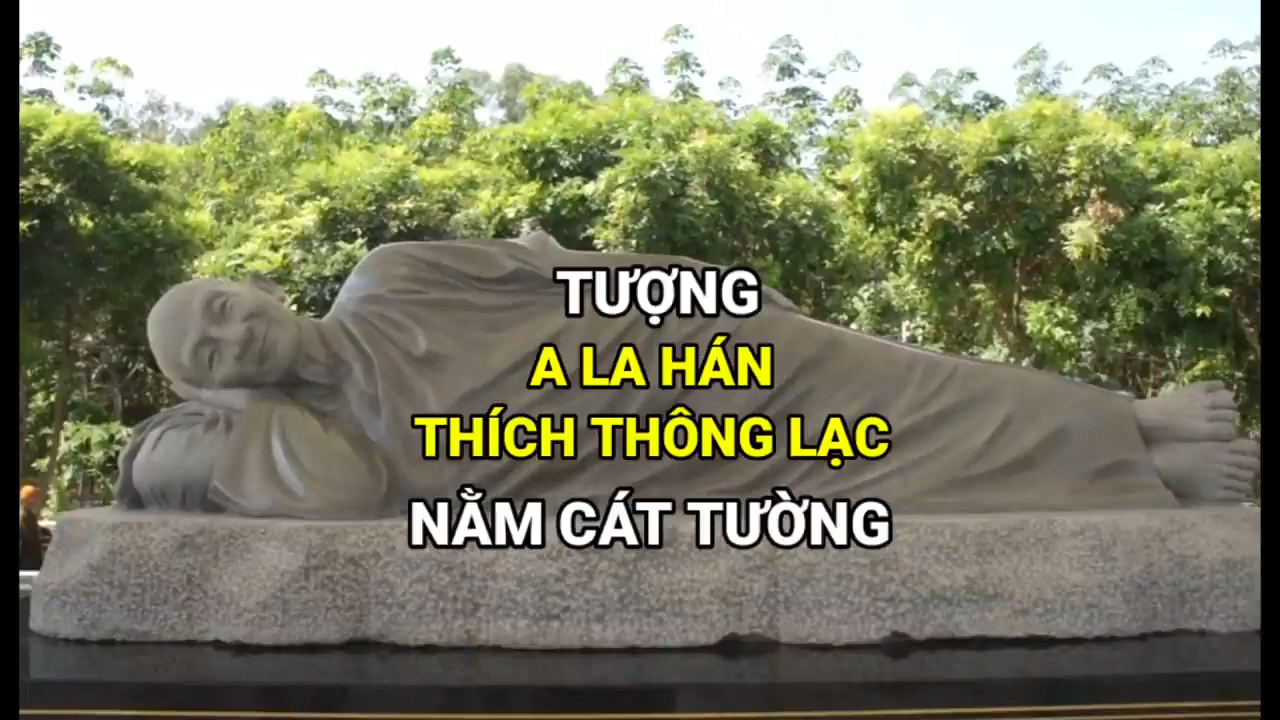 TƯỢNG
A LA HÁN
THÍCH THÔNG LẠC
NẰM CÁT TƯỜNG